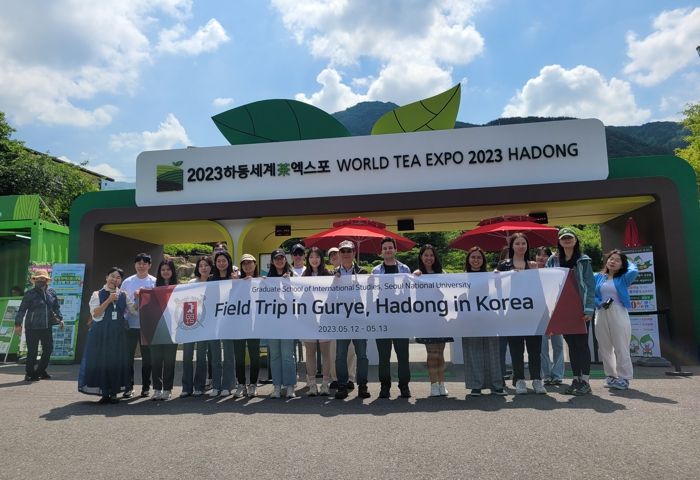 2023하동세계茶엑스포 WORLD TEA EXPO 2023 HADONG
Graduate School of International Studies, Seoul National University
Field Trip in Gurye, Hadong in Korea
2023.05.12 - 05.13